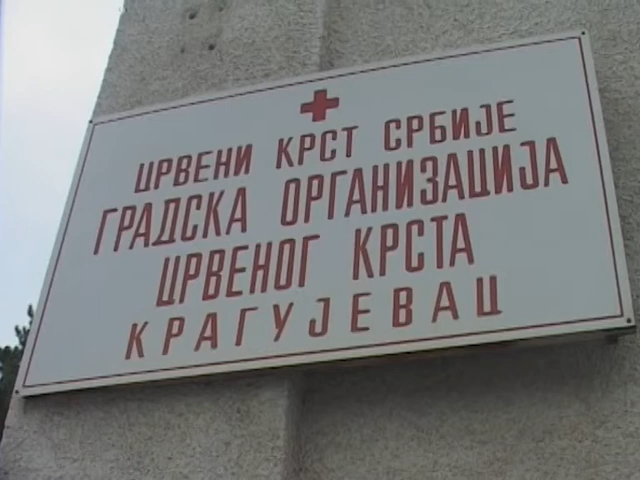 ЦРВЕНИ КРСТ СРБИЈЕ
ГРАДСКА ОРГАНИЗАЦИЈА
ЦРВЕНОГ КРСТА
КРАГУЈЕВАЦ